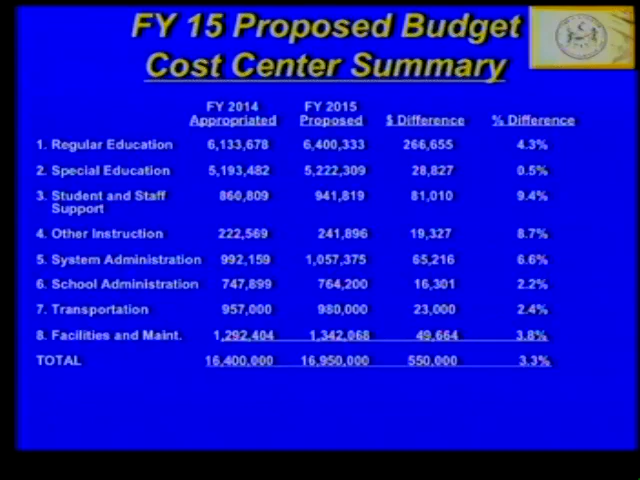 FY 15 Proposed Budget
Cost Center Summary
FY 2014 FY 2015
Appropriated Proposed $ Difference % Difference
1. Regular Education 6,133,678 6,400,333 266,655 4.3%
2. Special Education 5,193,482 5,222,309 28,827 0.5%
3. Student and Staff 860,809 941,819 81,010 9.4%
Support
4. Other Instruction 222,569 241,896 19,327 8.7%
5. System Administration 992,159 1,057,375 65,216 6.6%
6. School Administration 747,899 764,200 16,301 2.2%
7. Transportation 957,000 980,000 23,000 2.4%
8. Facilities and Maint. 1,292,404 1,342,068 49,664 3.8%
TOTAL 16,400,000 16,950,000 550,000 3.3%